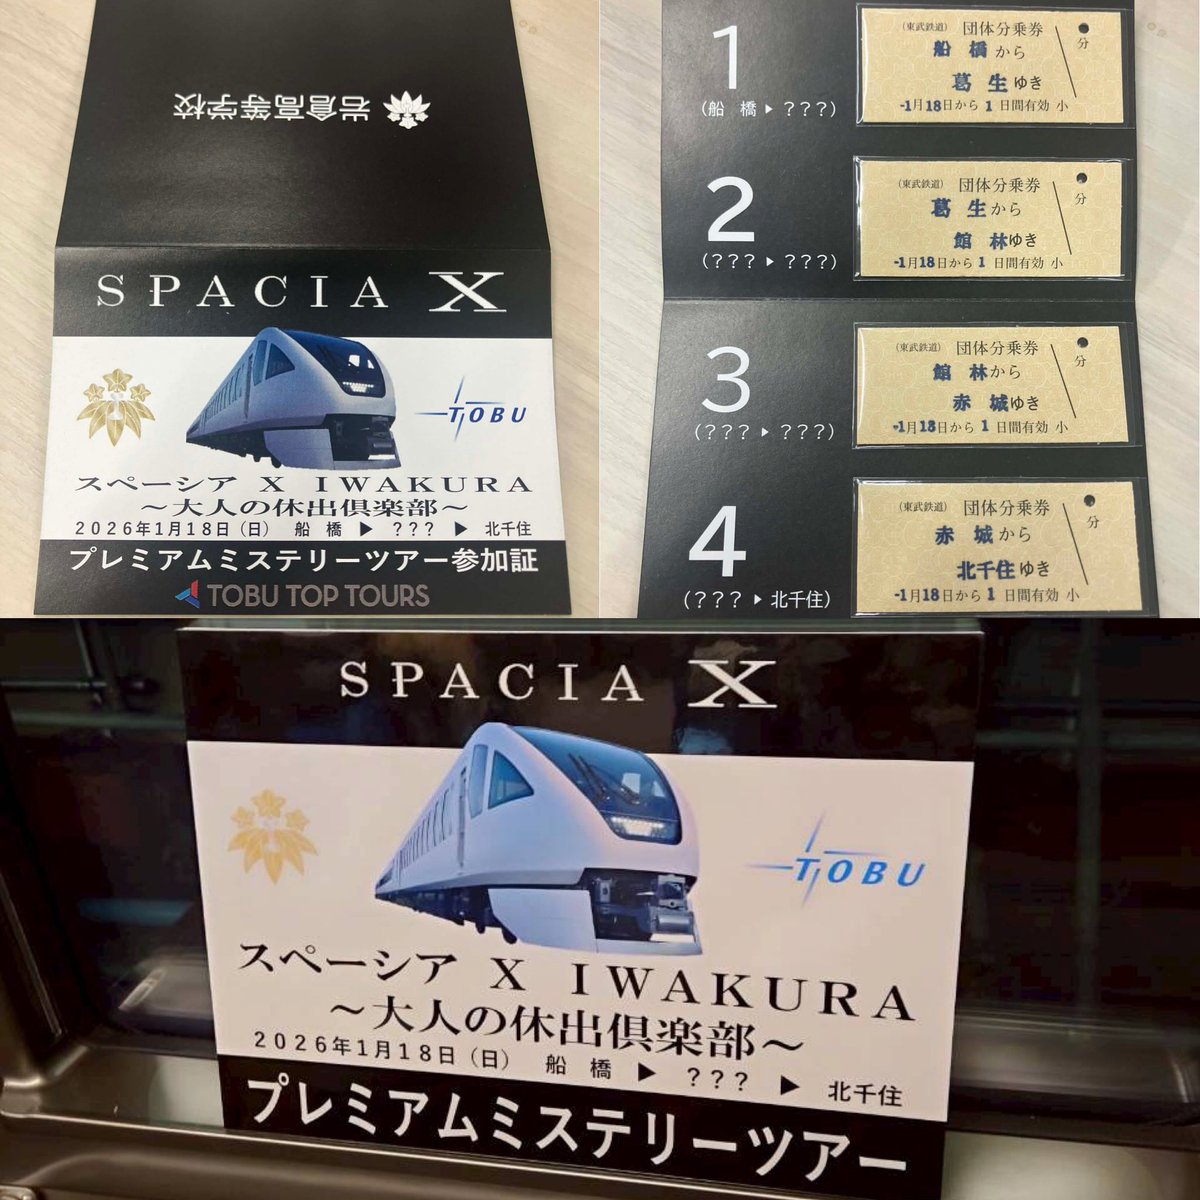 岩倉高等学校
SPACIA X
TOBU
スペーシア X IWAKURA
～大人の休出倶楽部～
2026年1月18日(日) 船橋 ▶ ??? ▶ 北千住
プレミアムミステリーツアー参加証
TOBU TOP TOURS
1
(船橋 ▶ ???)
(東武鉄道) 団体分乗券
分
船橋から
葛生ゆき
-1月18日から1日間有効 小
2
(??? ▶ ???)
(東武鉄道) 団体分乗券
分
葛生から
館林ゆき
-1月18日から1日間有効 小
3
(??? ▶ ???)
(東武鉄道) 団体分乗券
分
館林から
赤城ゆき
-1月18日から1日間有効 小
4
(??? ▶ 北千住)
(東武鉄道) 団体分乗券
分
赤城から
北千住ゆき
-1月18日から1日間有効 小
SPACIA X
TOBU
スペーシア X IWAKURA
～大人の休出倶楽部～
2026年1月18日(日) 船橋 ▶ ??? ▶ 北千住
プレミアムミステリーツアー